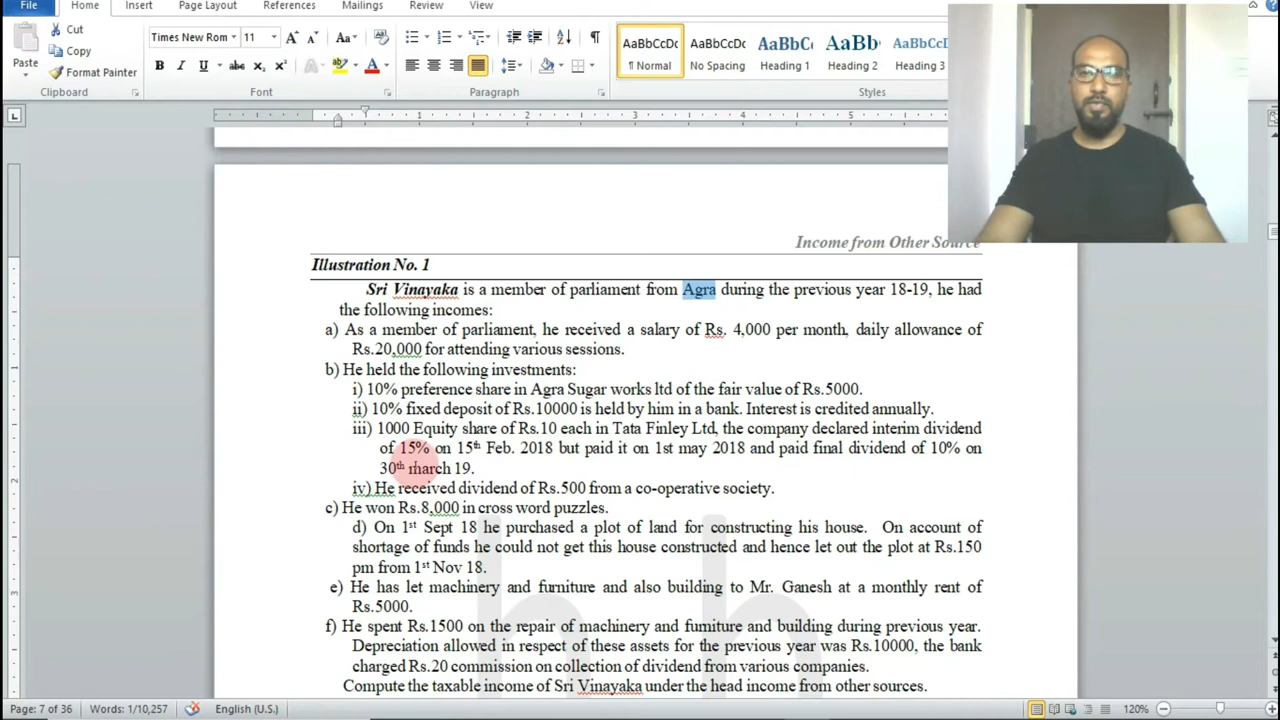 File Home Insert Page Layout References Mailings Review View
Cut
Copy
Format Painter
Paste
Clipboard
Times New Rom 11
Font
Paragraph
AaBbCcDc AaBbCcDc AaBbC AaBb AaBbCc
¶ Normal No Spacing Heading 1 Heading 2 Heading 3
Styles
Income from Other Source
Illustration No. 1
Sri Vinayaka is a member of parliament from Agra during the previous year 18-19, he had
the following incomes:
a) As a member of parliament, he received a salary of Rs. 4,000 per month, daily allowance of
Rs.20,000 for attending various sessions.
b) He held the following investments:
i) 10% preference share in Agra Sugar works ltd of the fair value of Rs.5000.
ii) 10% fixed deposit of Rs.10000 is held by him in a bank. Interest is credited annually.
iii) 1000 Equity share of Rs.10 each in Tata Finley Ltd, the company declared interim dividend
of 15% on 15th Feb. 2018 but paid it on 1st may 2018 and paid final dividend of 10% on
30th march 19.
iv) He received dividend of Rs.500 from a co-operative society.
c) He won Rs.8,000 in cross word puzzles.
d) On 1st Sept 18 he purchased a plot of land for constructing his house. On account of
shortage of funds he could not get this house constructed and hence let out the plot at Rs.150
pm from 1st Nov 18.
e) He has let machinery and furniture and also building to Mr. Ganesh at a monthly rent of
Rs.5000.
f) He spent Rs.1500 on the repair of machinery and furniture and building during previous year.
Depreciation allowed in respect of these assets for the previous year was Rs.10000, the bank
charged Rs.20 commission on collection of dividend from various companies.
Compute the taxable income of Sri Vinayaka under the head income from other sources.
Page: 7 of 36 Words: 1/10,257 English (U.S.) 120%